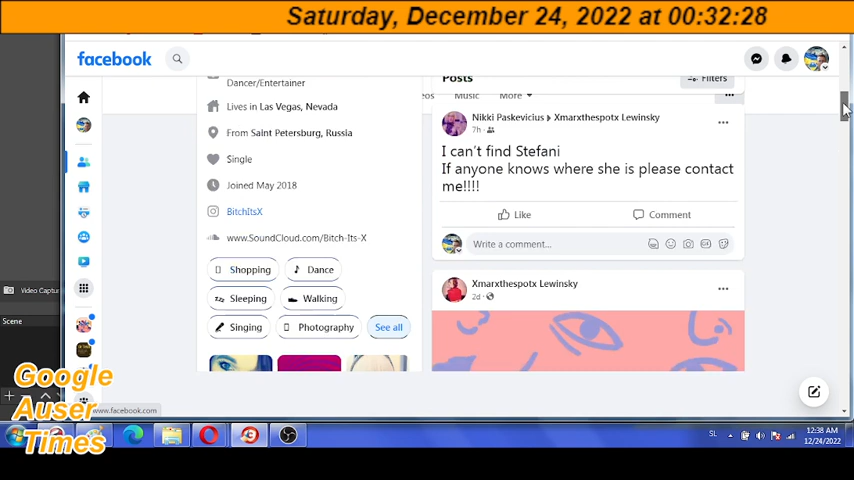 Saturday, December 24, 2022 at 00:32:28
facebook
Dancer/Entertainer
Lives in Las Vegas, Nevada
From Saint Petersburg, Russia
Single
Joined May 2018
BitchItsX
www.SoundCloud.com/Bitch-Its-X
Shopping
Dance
Sleeping
Walking
Singing
Photography
See all
Posts
Filters
More
Nikki Paskevicius Xmarxthespotx Lewinsky
7h
I can't find Stefani
If anyone knows where she is please contact
me!!!!
Like
Comment
Write a comment...
GIF
Xmarxthespotx Lewinsky
2d
Video Captur
Scene
Google
Auser
Times
www.facebook.com
SL
12:38 AM
12/24/2022